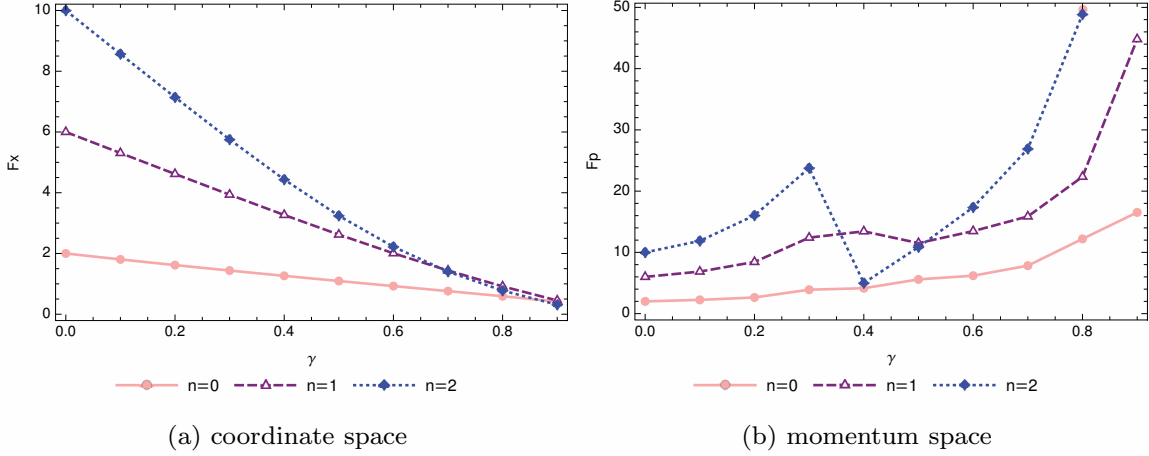 10
8
6
4
2
0
Fx
0.0 0.2 0.4 0.6 0.8
γ
n=0 n=1 n=2
(a) coordinate space
50
40
30
20
10
0
Fp
0.0 0.2 0.4 0.6 0.8
γ
n=0 n=1 n=2
(b) momentum space